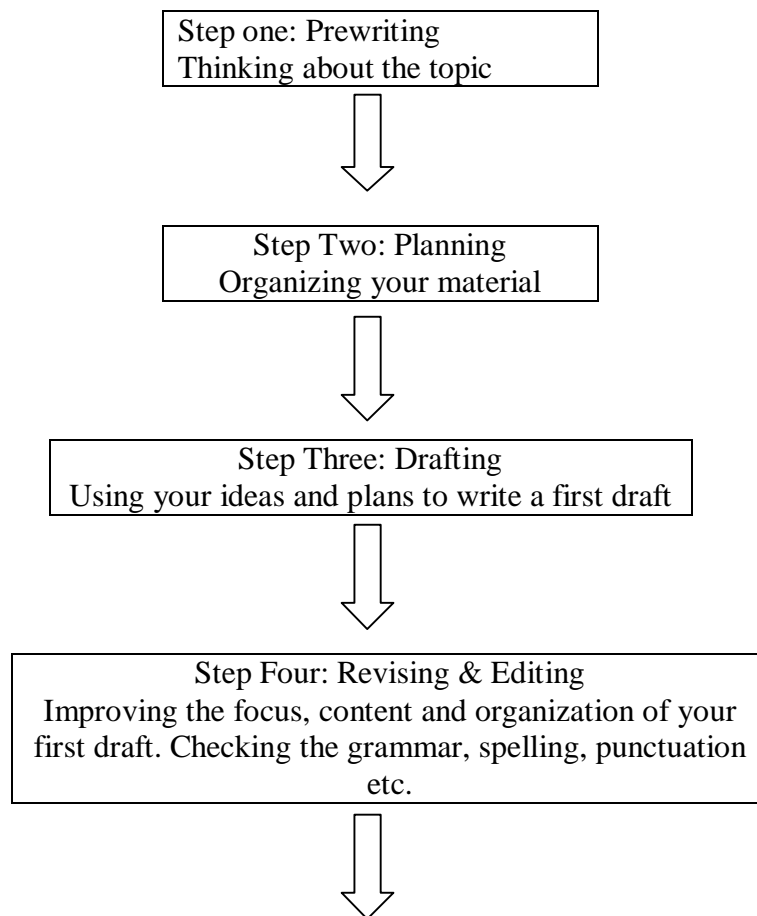 Step one: Prewriting
Thinking about the topic
Step Two: Planning
Organizing your material
Step Three: Drafting
Using your ideas and plans to write a first draft
Step Four: Revising & Editing
Improving the focus, content and organization of your
first draft. Checking the grammar, spelling, punctuation
etc.